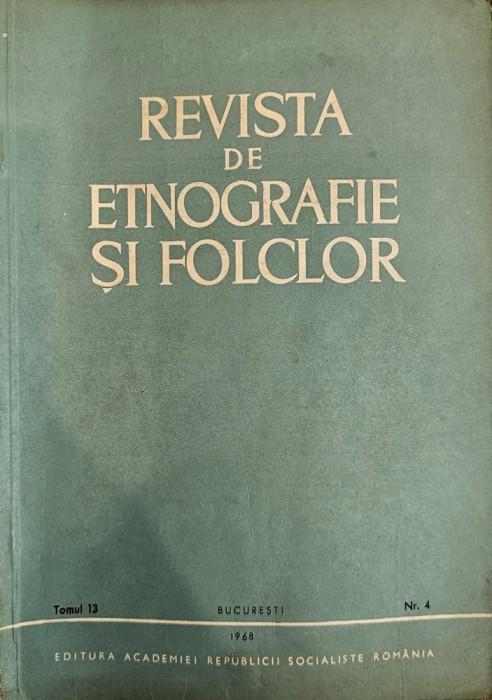 REVISTA
DE
ETNOGRAFIE
ȘI FOLCLOR
Tomul 13 BUCUREȘTI Nr. 4
1968
EDITURA ACADEMIEI REPUBLICII SOCIALISTE ROMÂNIA